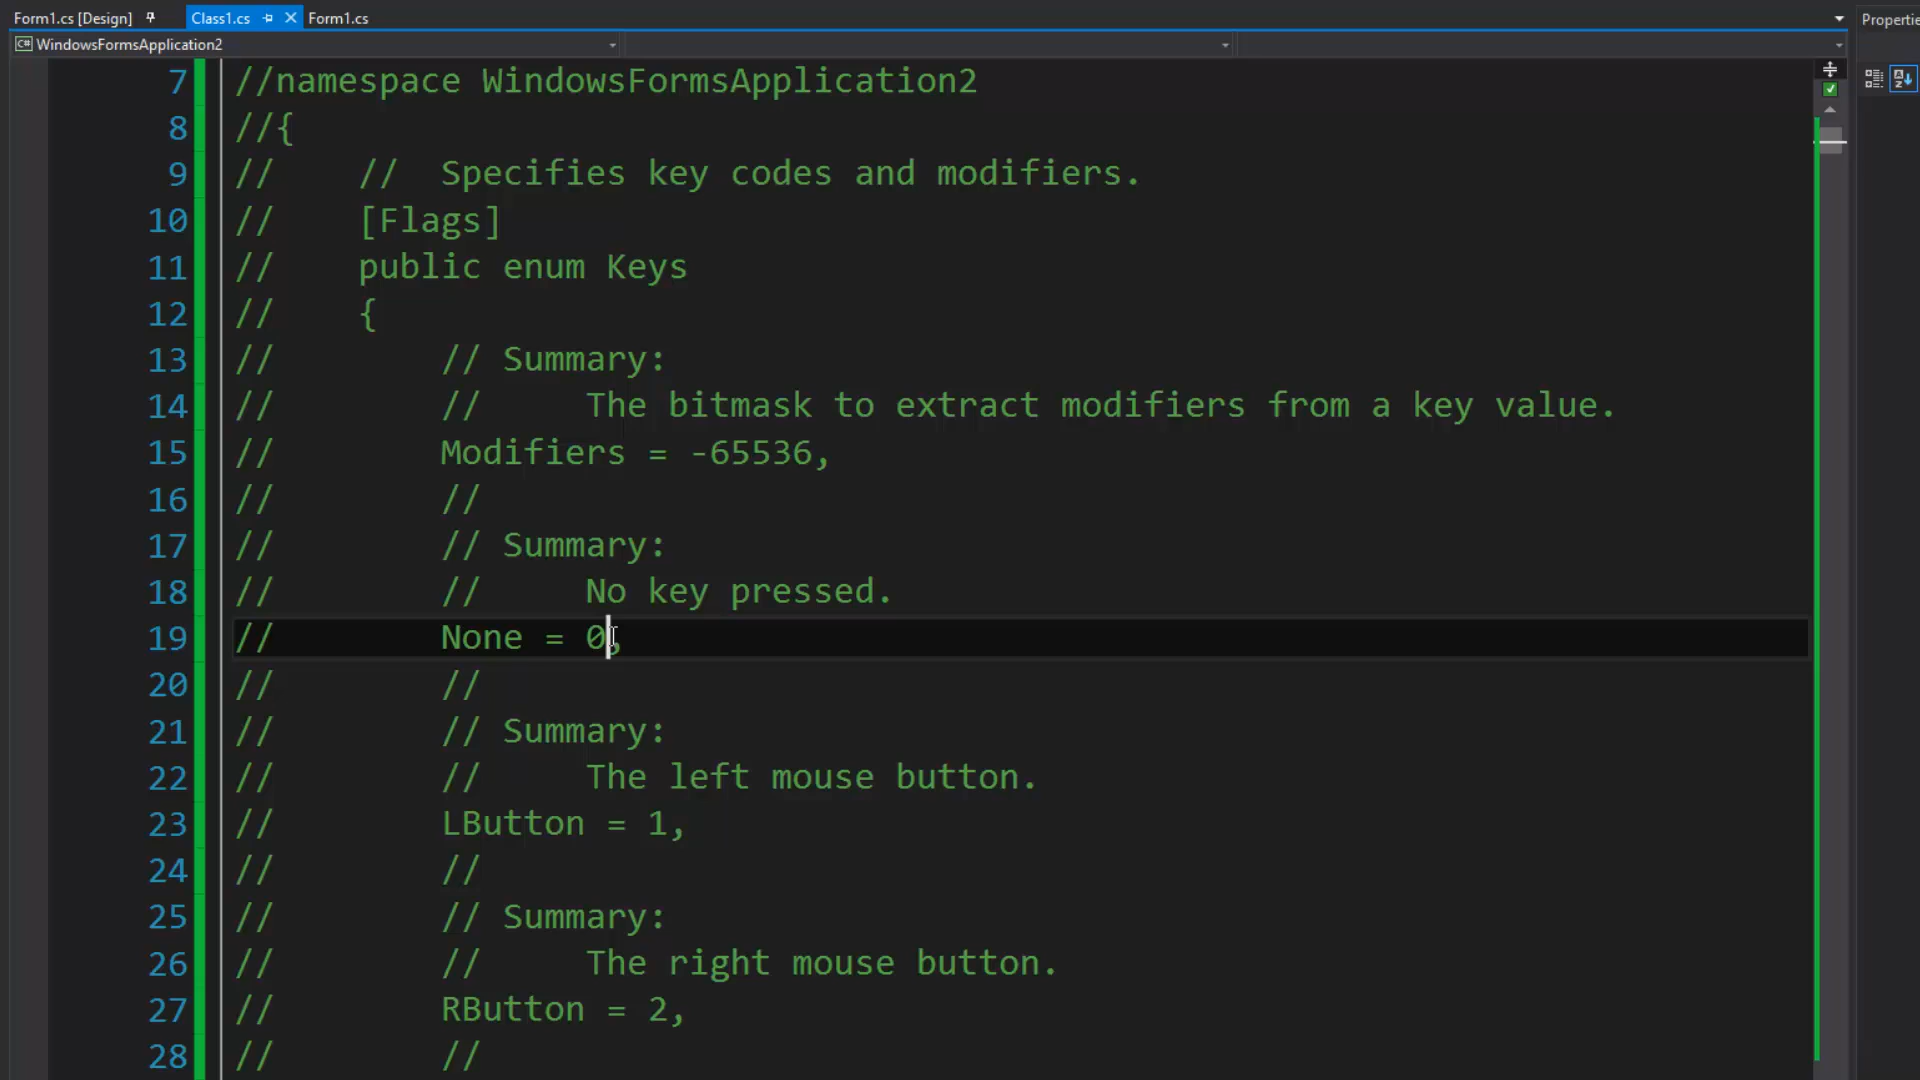 Form1.cs [Design] Class1.cs Form1.cs
Properti
C# WindowsFormsApplication2
7 //namespace WindowsFormsApplication2
8 //{
9 // // Specifies key codes and modifiers.
10 // [Flags]
11 // public enum Keys
12 // {
13 // // Summary:
14 // // The bitmask to extract modifiers from a key value.
15 // Modifiers = -65536,
16 // //
17 // // Summary:
18 // // No key pressed.
19 // None = 0,
20 // //
21 // // Summary:
22 // // The left mouse button.
23 // LButton = 1,
24 // //
25 // // Summary:
26 // // The right mouse button.
27 // RButton = 2,
28 // //